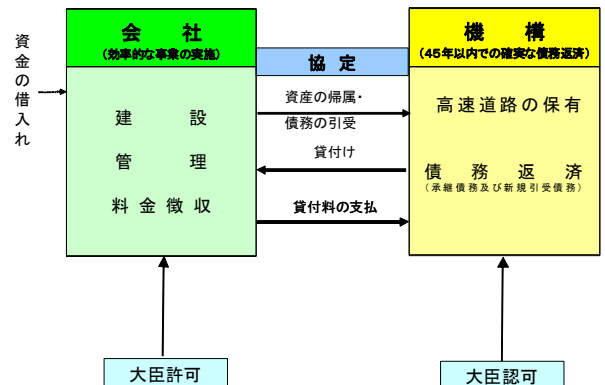 資金の借入れ
会社
(効率的な事業の実施)
建設
管理
料金徴収
協定
資産の帰属・
債務の引受
貸付け
貸付料の支払
機構
(45年以内での確実な債務返済)
高速道路の保有
債務返済
(承継債務及び新規引受債務)
大臣許可
大臣認可